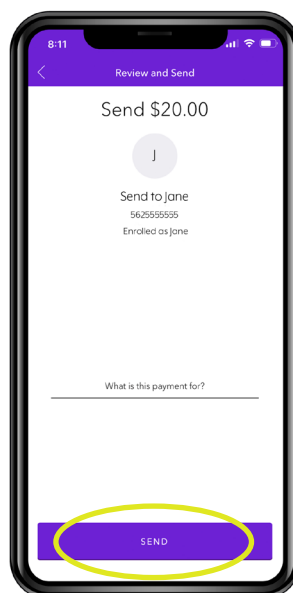 8:11
Review and Send
Send $20.00
J
Send to Jane
5625555555
Enrolled as Jane
What is this payment for?
SEND